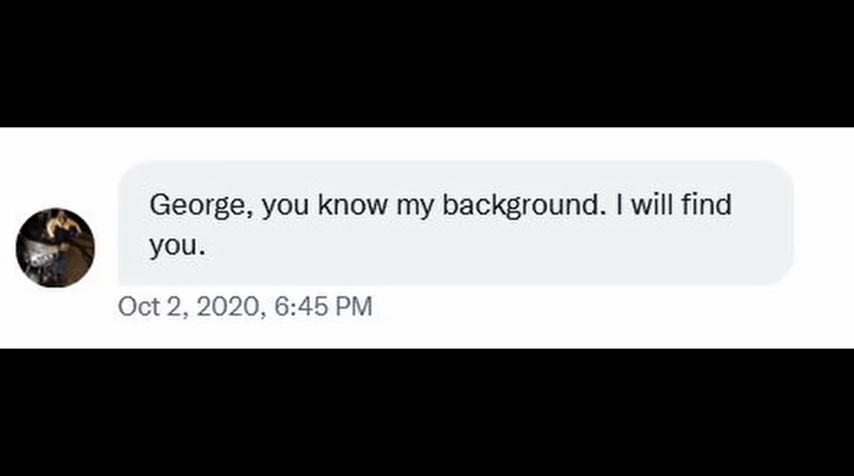 George, you know my background. I will find
you.
Oct 2, 2020, 6:45 PM